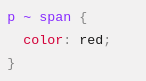 p ~ span {
  color: red;
}